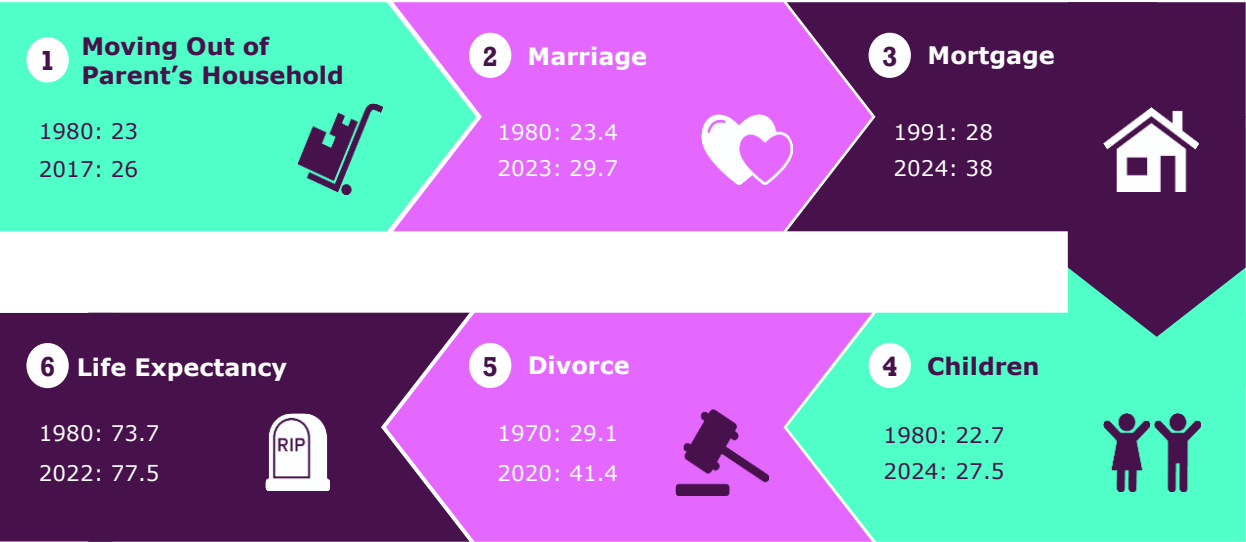 1
Moving Out of
Parent’s Household
1980: 23
2017: 26
2
Marriage
1980: 23.4
2023: 29.7
3
Mortgage
1991: 28
2024: 38
4
Children
1980: 22.7
2024: 27.5
5
Divorce
1970: 29.1
2020: 41.4
6
Life Expectancy
1980: 73.7
2022: 77.5
RIP